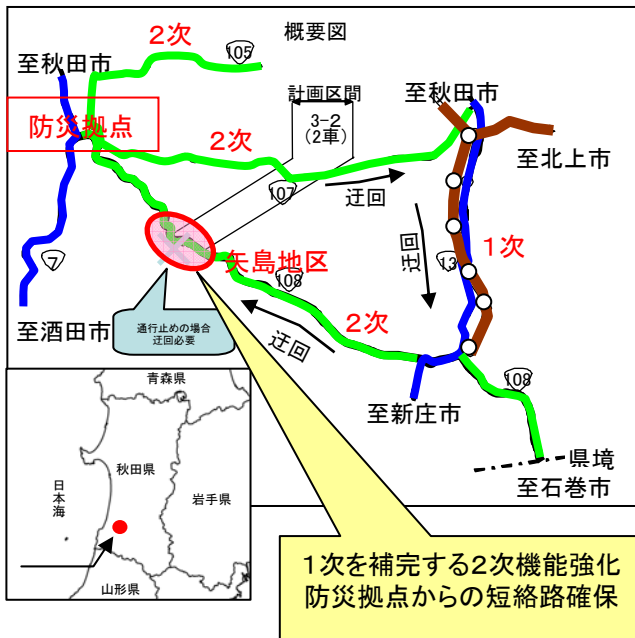 ２次
概要図
105
至秋田市
計画区間
至秋田市
防災拠点
２次
3-2
(2車)
至北上市
107
迂回
１次
迂回
矢島地区
13
7
108
２次
至酒田市
通行止めの場合
迂回必要
迂回
108
至新庄市
県境
至石巻市
青森県
秋田県
日本海
岩手県
山形県
１次を補完する２次機能強化
防災拠点からの短絡路確保